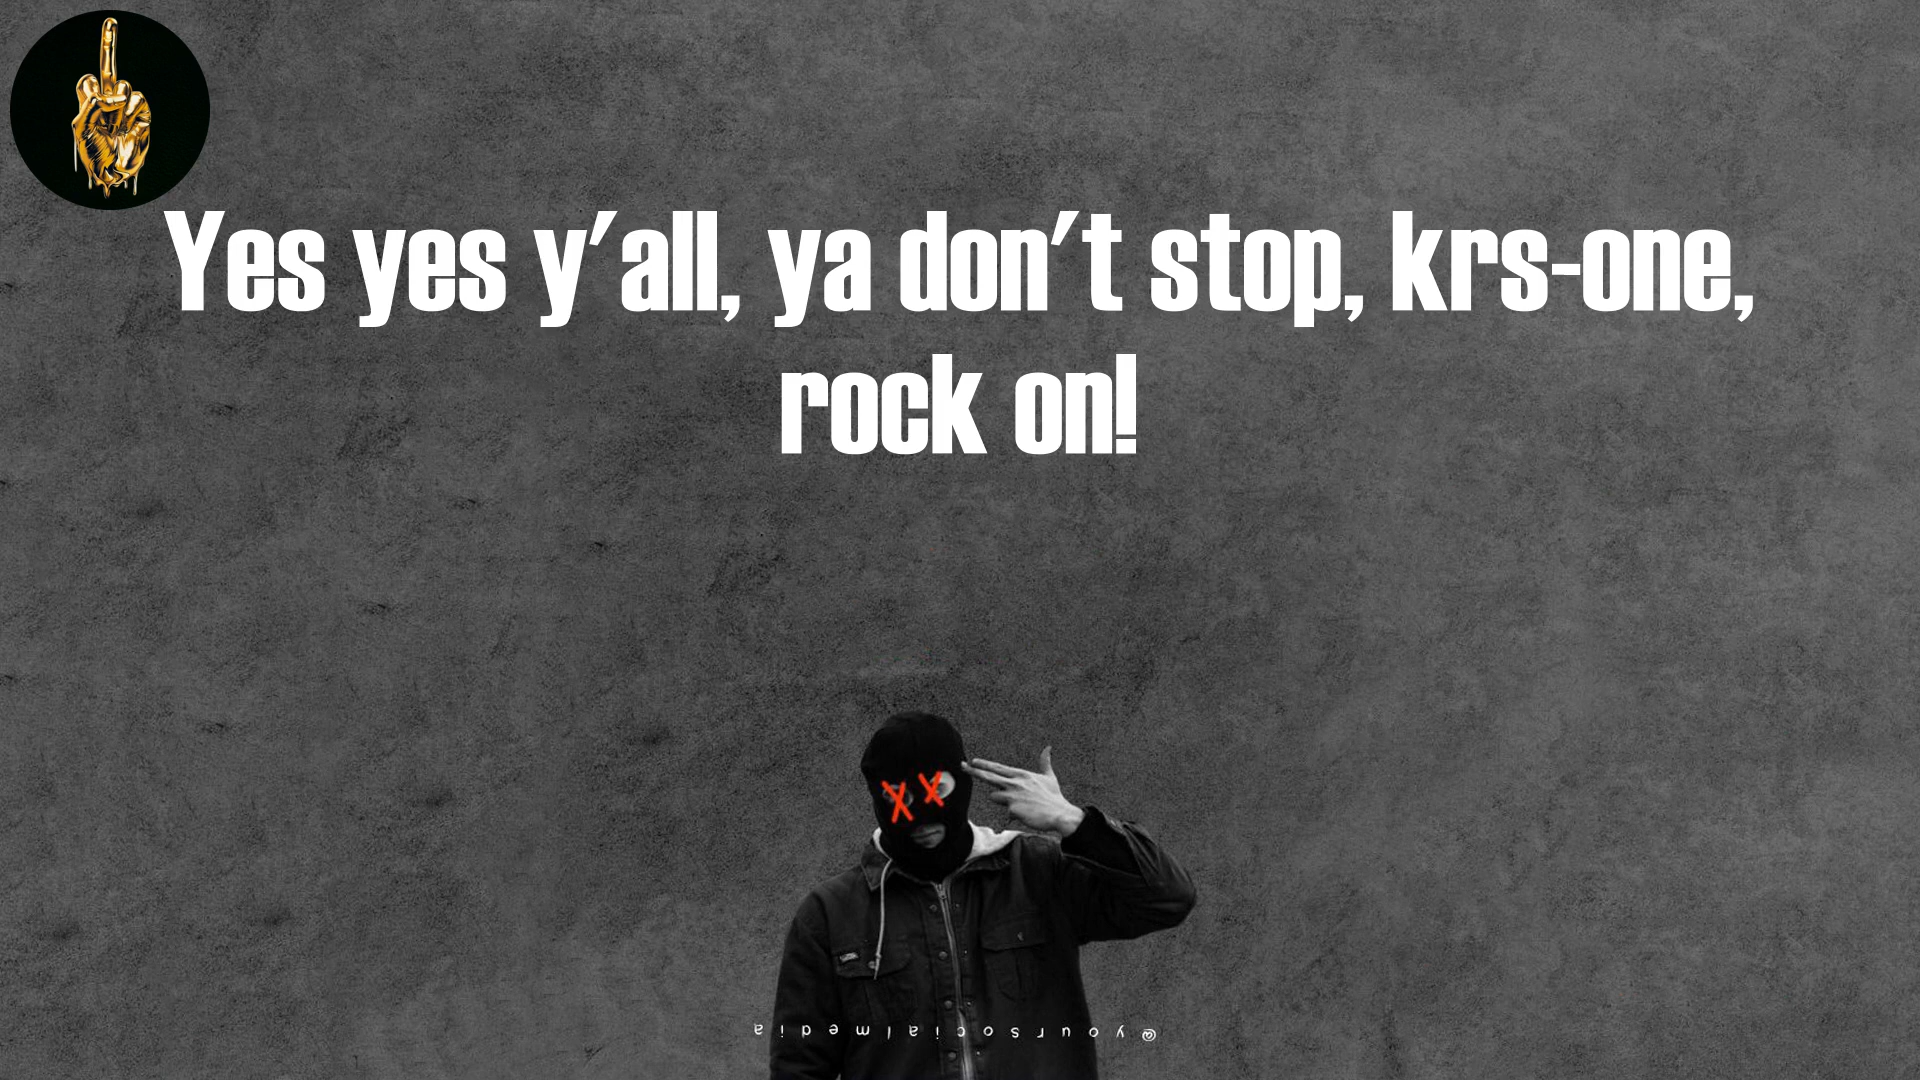 Yes yes y'all, ya don't stop, krs-one,
rock on!
@yoursocialmedia